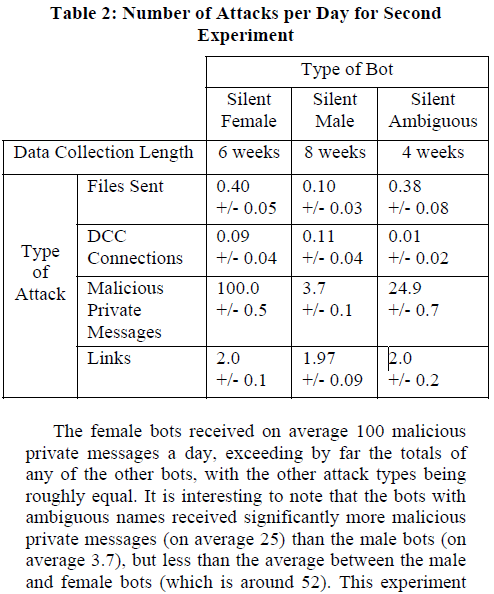 Table 2: Number of Attacks per Day for Second
Experiment
Type of Bot
Silent Female
Silent Male
Silent Ambiguous
Data Collection Length
6 weeks
8 weeks
4 weeks
Type of Attack
Files Sent
0.40 +/- 0.05
0.10 +/- 0.03
0.38 +/- 0.08
DCC Connections
0.09 +/- 0.04
0.11 +/- 0.04
0.01 +/- 0.02
Malicious Private Messages
100.0 +/- 0.5
3.7 +/- 0.1
24.9 +/- 0.7
Links
2.0 +/- 0.1
1.97 +/- 0.09
2.0 +/- 0.2
The female bots received on average 100 malicious
private messages a day, exceeding by far the totals of
any of the other bots, with the other attack types being
roughly equal. It is interesting to note that the bots with
ambiguous names received significantly more malicious
private messages (on average 25) than the male bots (on
average 3.7), but less than the average between the male
and female bots (which is around 52). This experiment